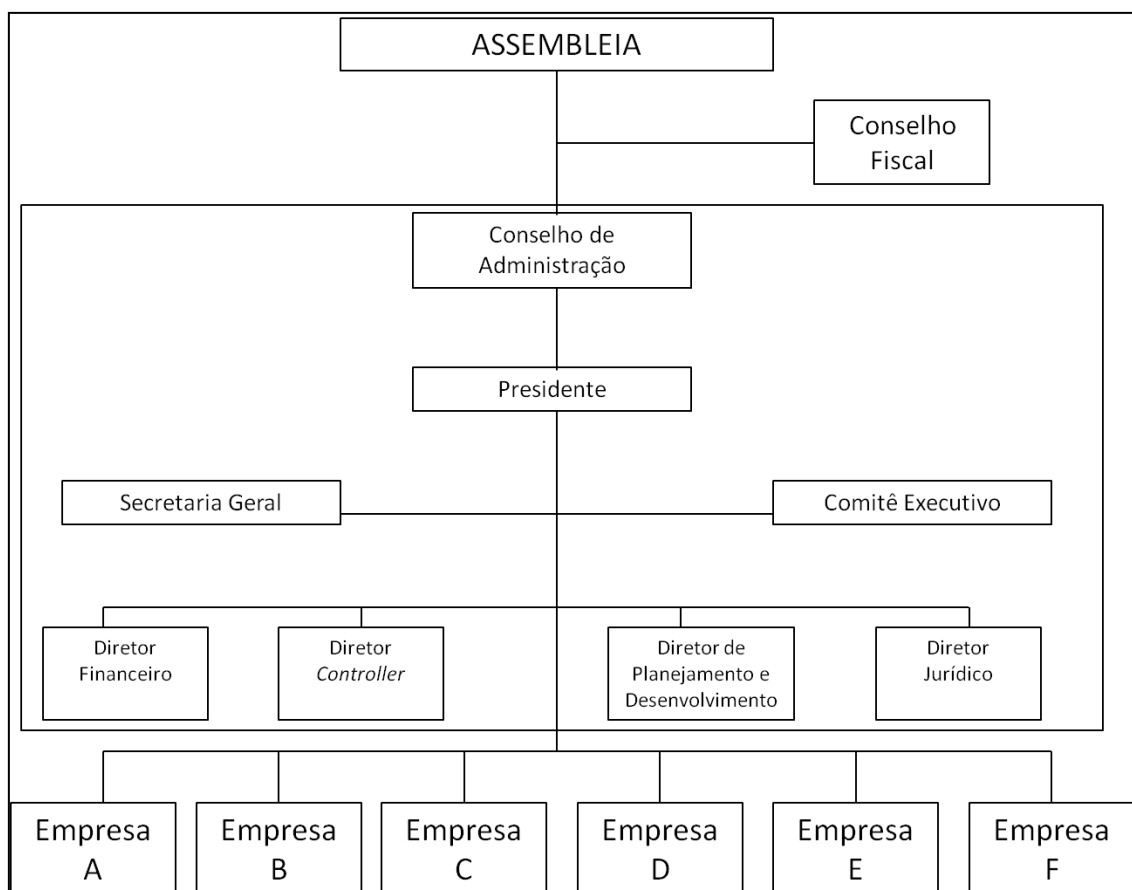 ASSEMBLEIA
Conselho
Fiscal
Conselho de
Administração
Presidente
Secretaria Geral
Comitê Executivo
Diretor
Financeiro
Diretor
Controller
Diretor de
Planejamento e
Desenvolvimento
Diretor
Jurídico
Empresa
A
Empresa
B
Empresa
C
Empresa
D
Empresa
E
Empresa
F